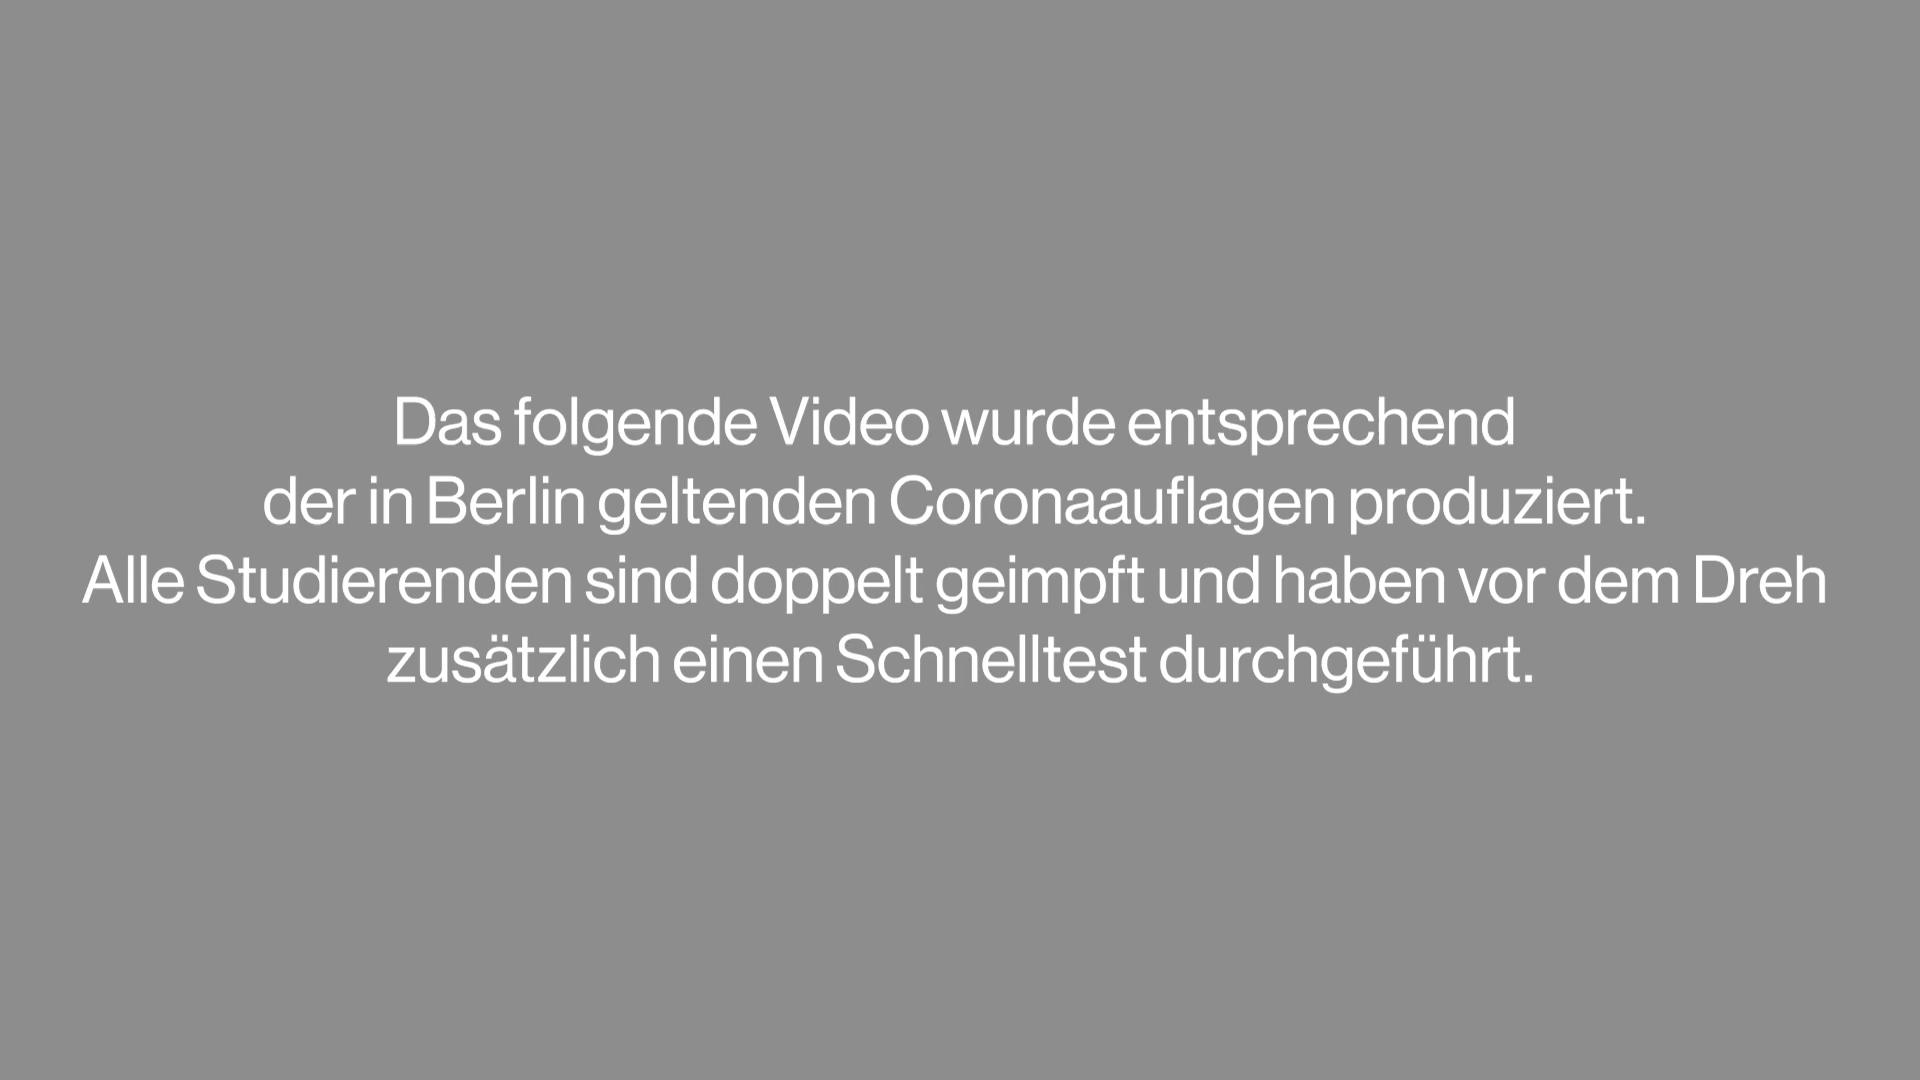 Das folgende Video wurde entsprechend
der in Berlin geltenden Coronaauflagen produziert.
Alle Studierenden sind doppelt geimpft und haben vor dem Dreh
zusätzlich einen Schnelltest durchgeführt.